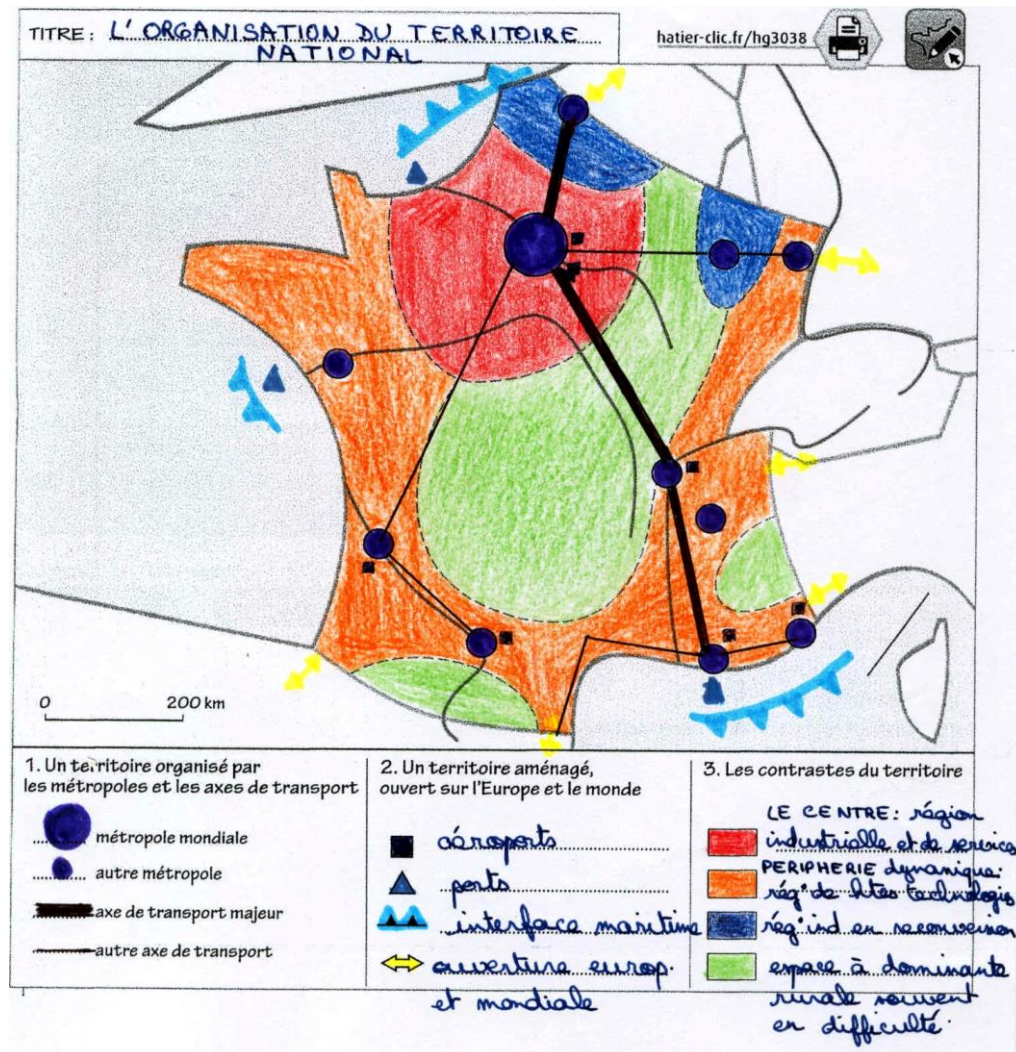 TITRE : L'ORGANISATION DU TERRITOIRE
NATIONAL
hatier-clic.fr/hg3038
0 200 km
1. Un territoire organisé par
les métropoles et les axes de transport
métropole mondiale
autre métropole
axe de transport majeur
autre axe de transport
2. Un territoire aménagé,
ouvert sur l'Europe et le monde
aéroports
ports
interface maritime
ouverture europ.
et mondiale
3. Les contrastes du territoire
LE CENTRE : région
industrielle et de services
PERIPHERIE dynamique :
rég° de htes technologies
rég° ind en reconversion
espace à dominante
rurale souvent
en difficulté